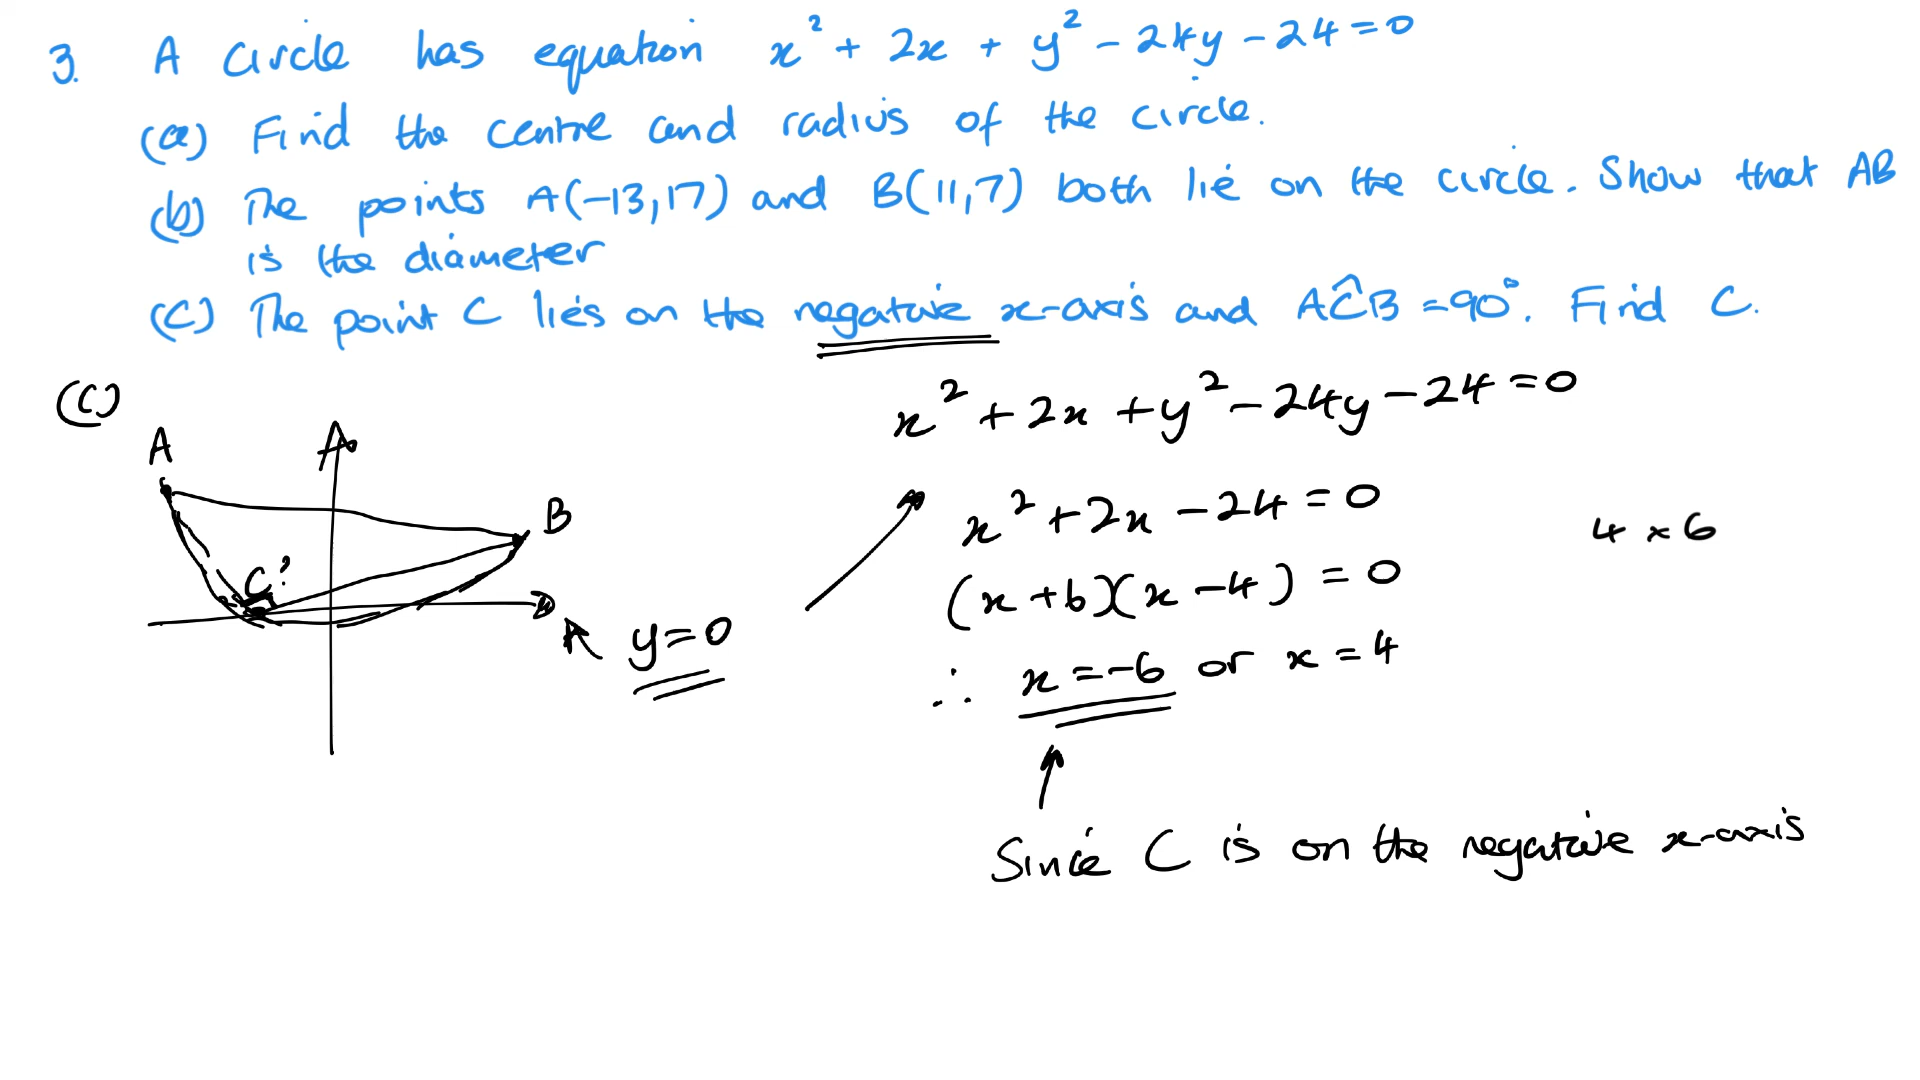 3. A circle has equation x² + 2x + y² - 24y - 24 = 0
(a) Find the centre and radius of the circle.
(b) The points A(-13,17) and B(11,7) both lie on the circle. Show that AB
is the diameter
(c) The point C lies on the negative x-axis and AĈB = 90°. Find C.
(c)
x² + 2x + y² - 24y - 24 = 0
A
B
C?
y=0
x² + 2x - 24 = 0
4 × 6
(x+6)(x-4) = 0
∴ x = -6 or x = 4
Since C is on the negative x-axis